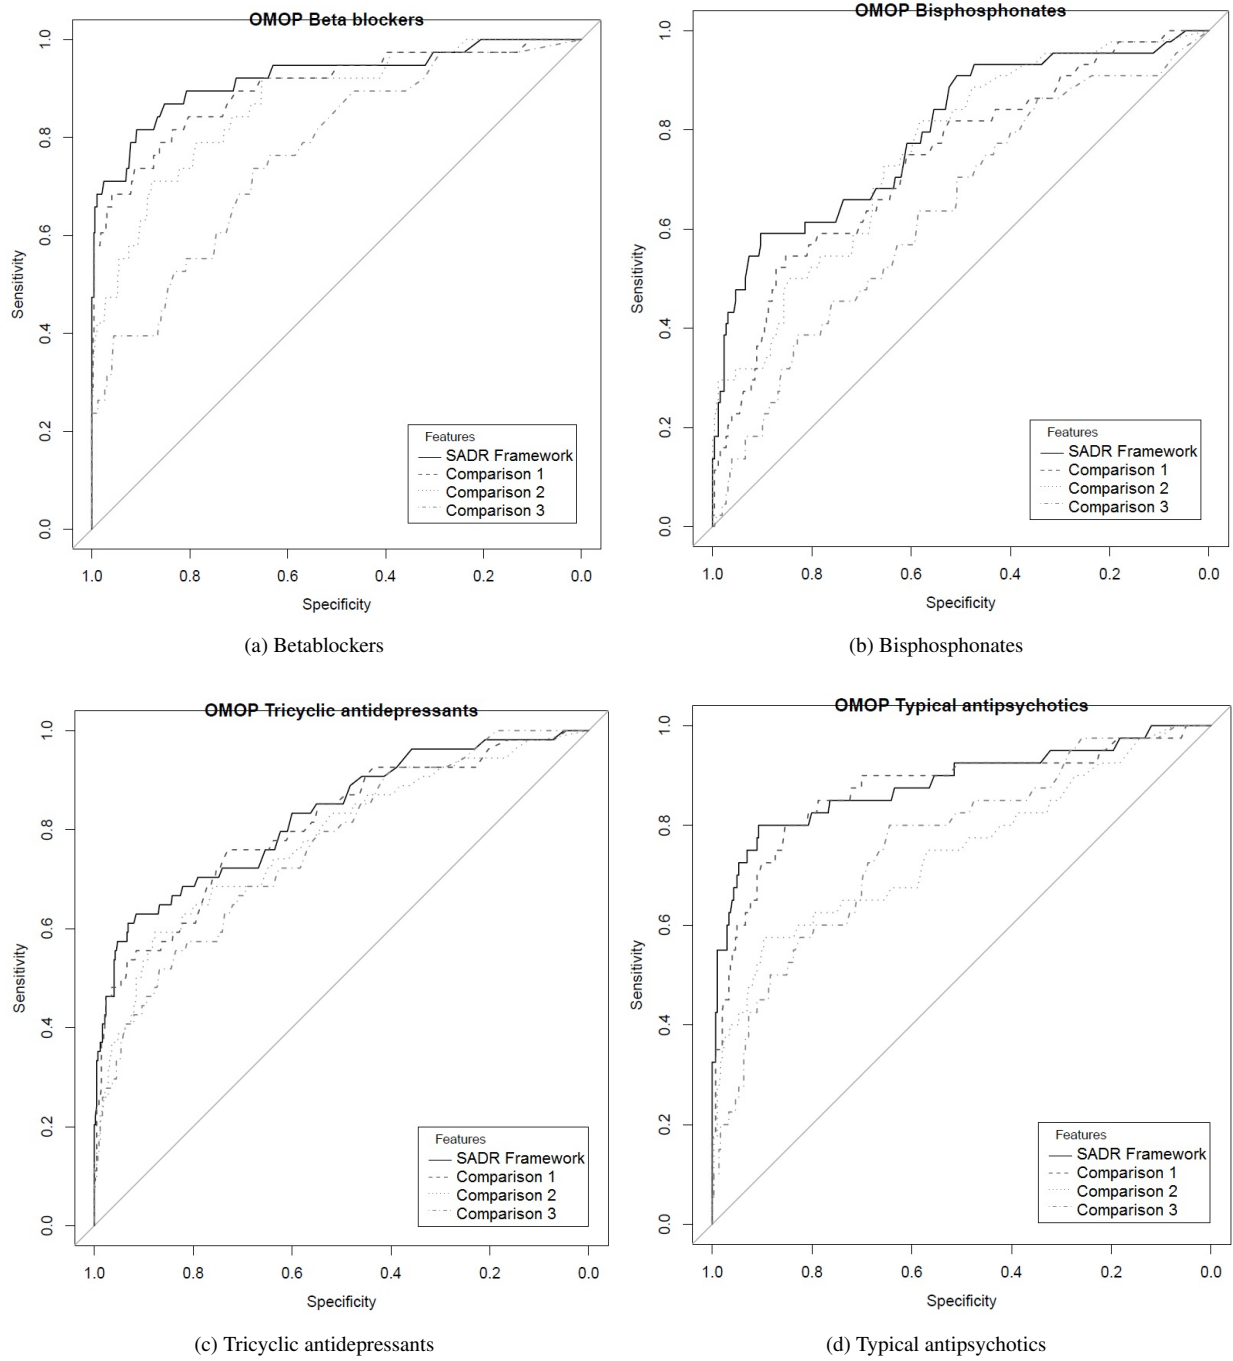 OMOP Beta blockers
1.0
0.8
0.6
0.4
0.2
0.0
Sensitivity
Features
SADR Framework
Comparison 1
Comparison 2
Comparison 3
1.0 0.8 0.6 0.4 0.2 0.0
Specificity
(a) Betablockers
OMOP Bisphosphonates
1.0
0.8
0.6
0.4
0.2
0.0
Sensitivity
Features
SADR Framework
Comparison 1
Comparison 2
Comparison 3
1.0 0.8 0.6 0.4 0.2 0.0
Specificity
(b) Bisphosphonates
OMOP Tricyclic antidepressants
1.0
0.8
0.6
0.4
0.2
0.0
Sensitivity
Features
SADR Framework
Comparison 1
Comparison 2
Comparison 3
1.0 0.8 0.6 0.4 0.2 0.0
Specificity
(c) Tricyclic antidepressants
OMOP Typical antipsychotics
1.0
0.8
0.6
0.4
0.2
0.0
Sensitivity
Features
SADR Framework
Comparison 1
Comparison 2
Comparison 3
1.0 0.8 0.6 0.4 0.2 0.0
Specificity
(d) Typical antipsychotics